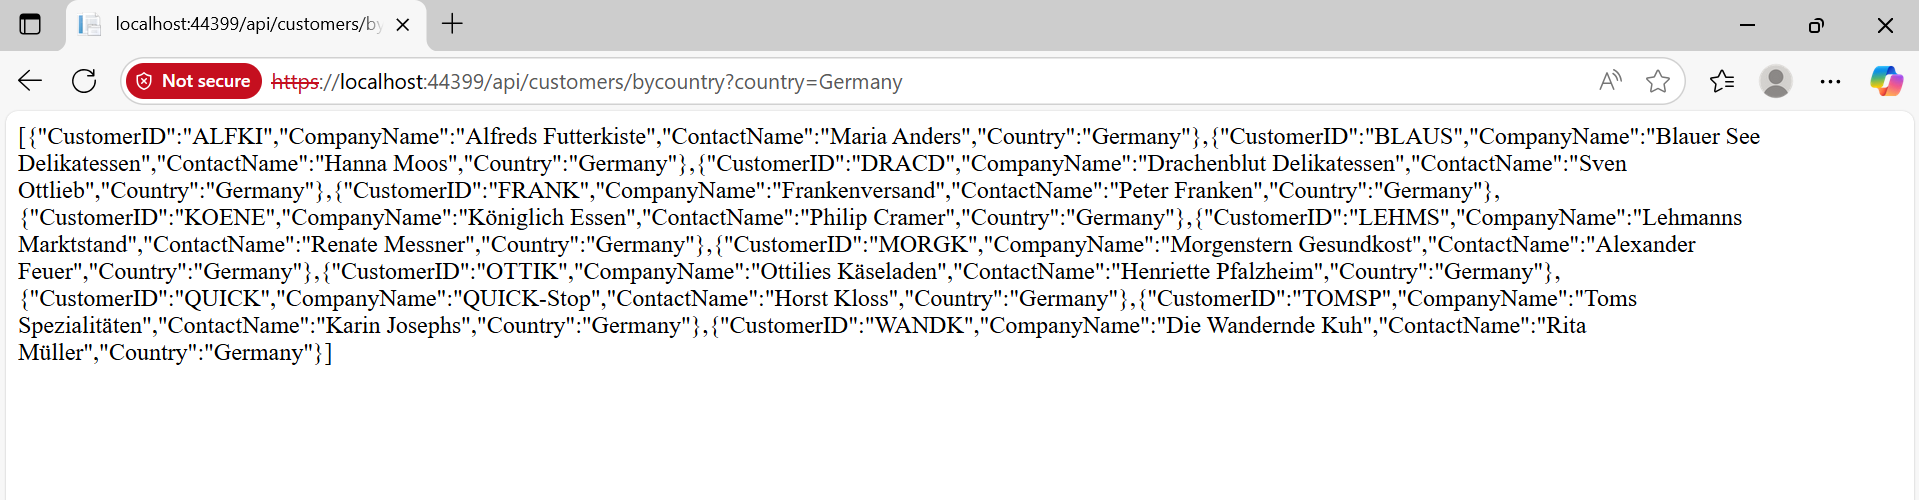 localhost:44399/api/customers/by
Not secure https://localhost:44399/api/customers/bycountry?country=Germany
[{"CustomerID":"ALFKI","CompanyName":"Alfreds Futterkiste","ContactName":"Maria Anders","Country":"Germany"},{"CustomerID":"BLAUS","CompanyName":"Blauer See
Delikatessen","ContactName":"Hanna Moos","Country":"Germany"},{"CustomerID":"DRACD","CompanyName":"Drachenblut Delikatessen","ContactName":"Sven
Ottlieb","Country":"Germany"},{"CustomerID":"FRANK","CompanyName":"Frankenversand","ContactName":"Peter Franken","Country":"Germany"},
{"CustomerID":"KOENE","CompanyName":"Königlich Essen","ContactName":"Philip Cramer","Country":"Germany"},{"CustomerID":"LEHMS","CompanyName":"Lehmanns
Marktstand","ContactName":"Renate Messner","Country":"Germany"},{"CustomerID":"MORGK","CompanyName":"Morgenstern Gesundkost","ContactName":"Alexander
Feuer","Country":"Germany"},{"CustomerID":"OTTIK","CompanyName":"Ottilies Käseladen","ContactName":"Henriette Pfalzheim","Country":"Germany"},
{"CustomerID":"QUICK","CompanyName":"QUICK-Stop","ContactName":"Horst Kloss","Country":"Germany"},{"CustomerID":"TOMSP","CompanyName":"Toms
Spezialitäten","ContactName":"Karin Josephs","Country":"Germany"},{"CustomerID":"WANDK","CompanyName":"Die Wandernde Kuh","ContactName":"Rita
Müller","Country":"Germany"}]